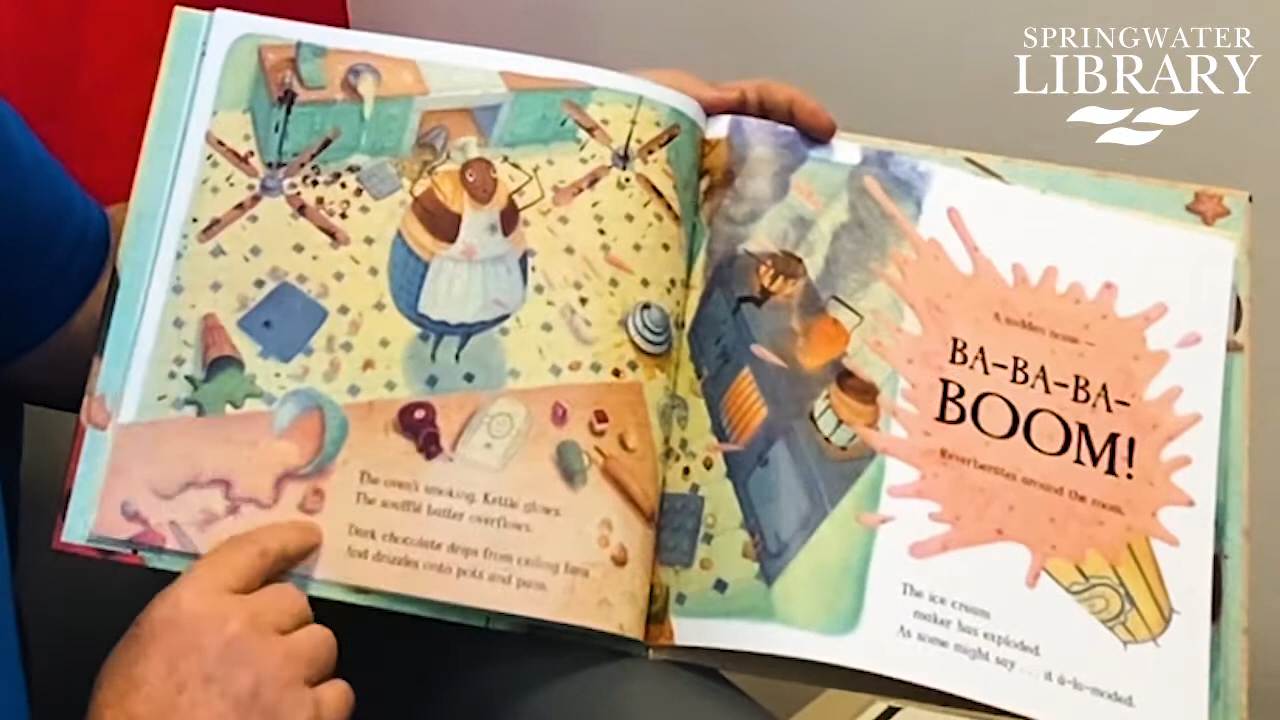 SPRINGWATER
LIBRARY
The oven's smoking. Kettle glows.
The soufflé batter overflows.
Dark chocolate drips from ceiling fans
And drizzles onto pots and pans.
A sudden noise —
BA-BA-BA-
BOOM!
Reverberates around the room.
The ice cream
maker has exploded.
As some might say . . . it à-la-moded.